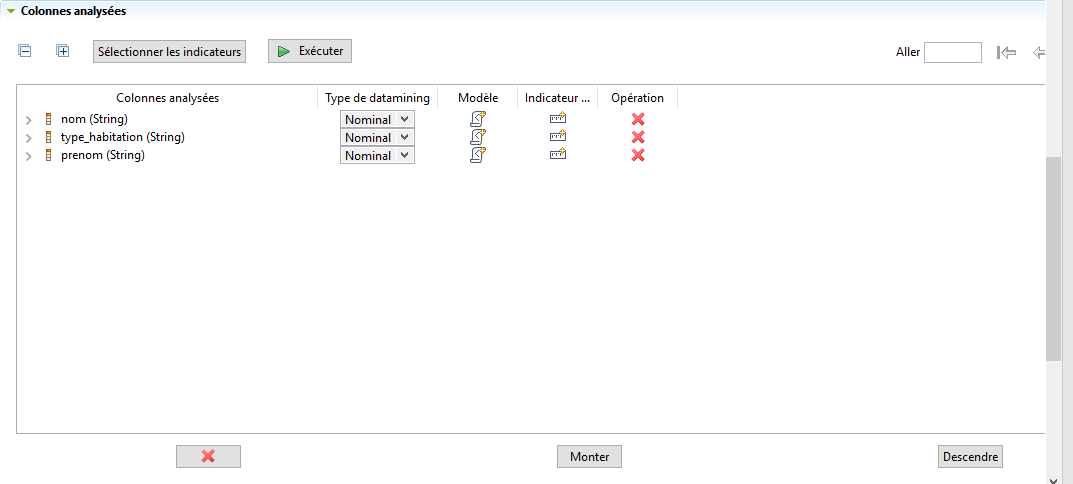 Colonnes analysées
Sélectionner les indicateurs Exécuter Aller
Colonnes analysées Type de datamining Modèle Indicateur ... Opération
nom (String) Nominal
type_habitation (String) Nominal
prenom (String) Nominal
Monter Descendre